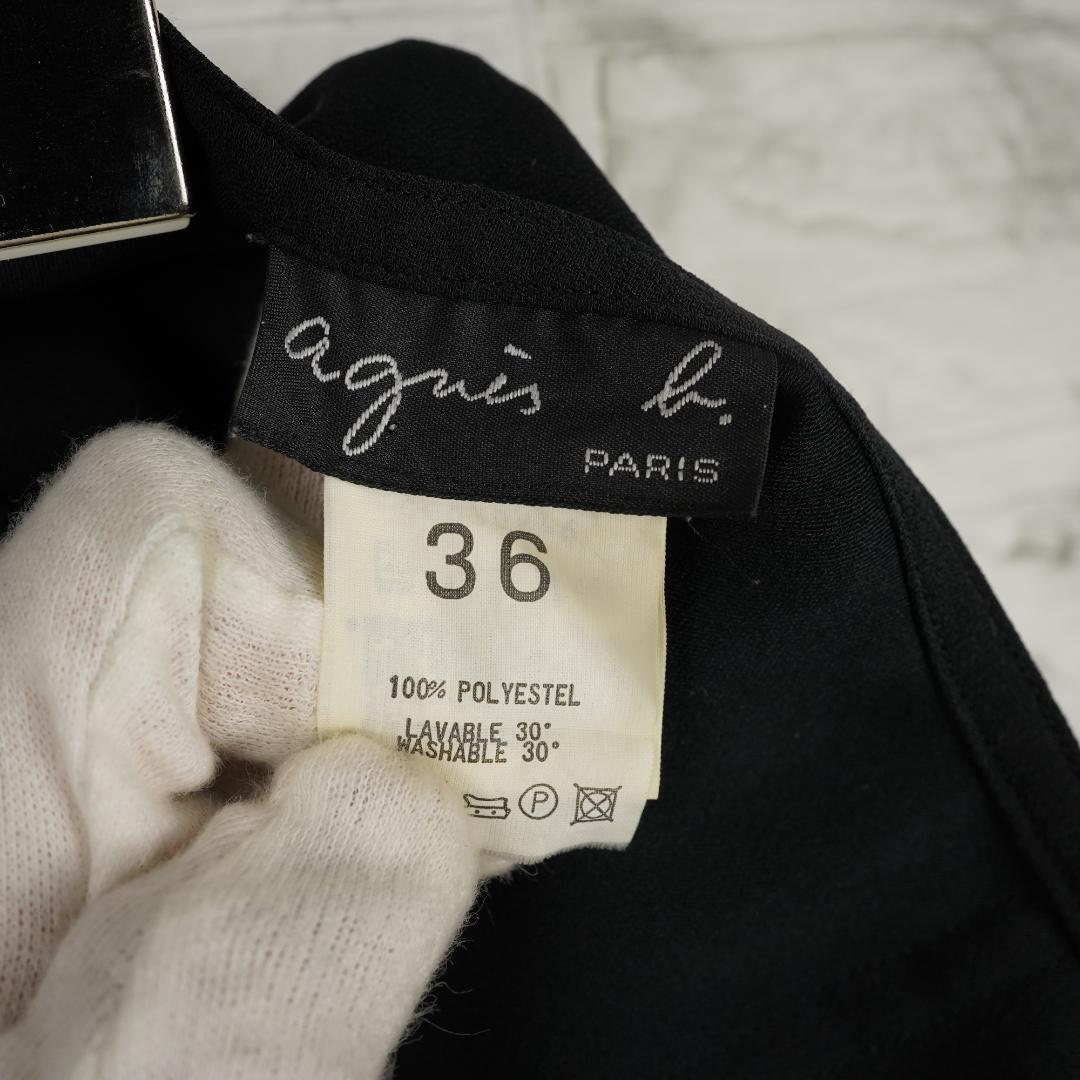 agnès b.
PARIS
36
100% POLYESTEL
LAVABLE 30°
WASHABLE 30°
P